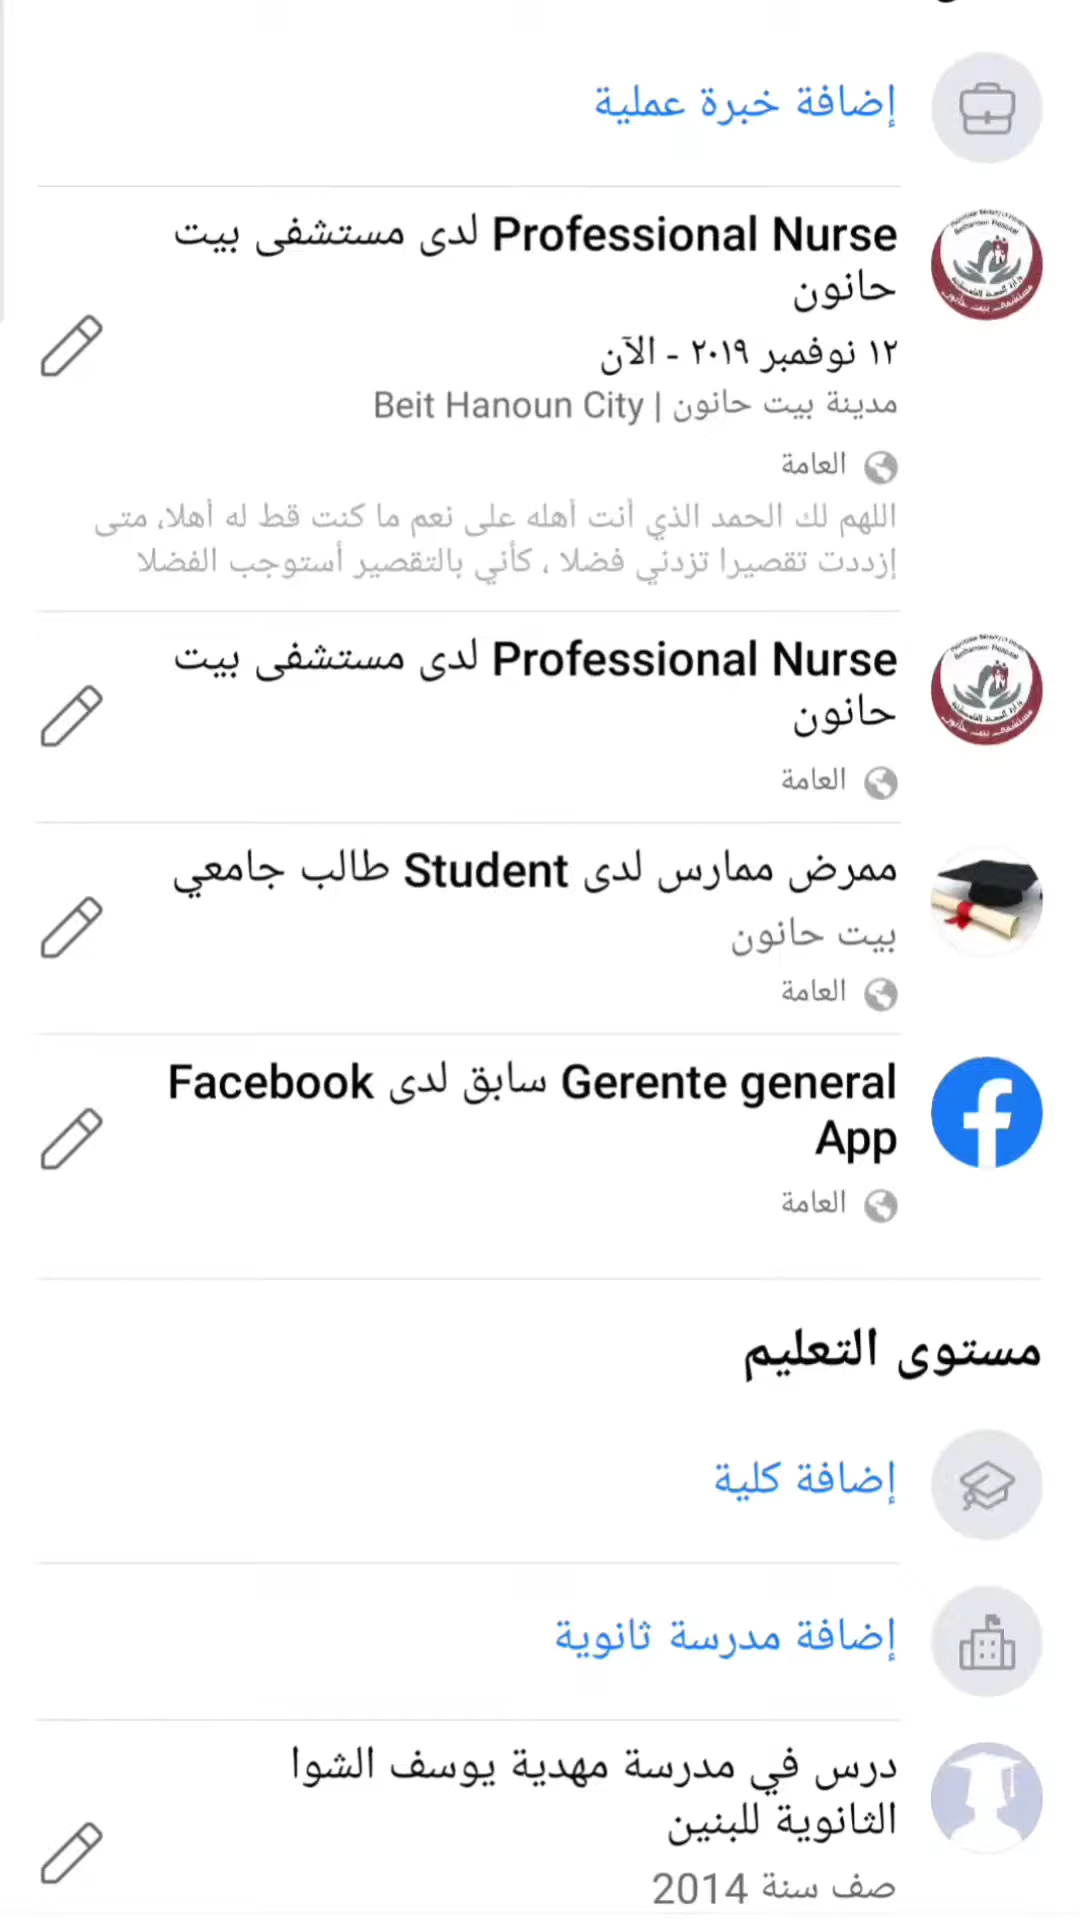 إضافة خبرة عملية
Professional Nurse لدى مستشفى بيت
حانون
١٢ نوفمبر ٢٠١٩ - الآن
مدينة بيت حانون | Beit Hanoun City
العامة
اللهم لك الحمد الذي أنت أهله على نعم ما كنت قط له أهلا، متى
إزددت تقصيرا تزدني فضلا ، كأني بالتقصير أستوجب الفضلا
Professional Nurse لدى مستشفى بيت
حانون
العامة
ممرض ممارس لدى Student طالب جامعي
بيت حانون
العامة
Gerente general سابق لدى Facebook
App
العامة
مستوى التعليم
إضافة كلية
إضافة مدرسة ثانوية
درس في مدرسة مهدية يوسف الشوا
الثانوية للبنين
صف سنة 2014